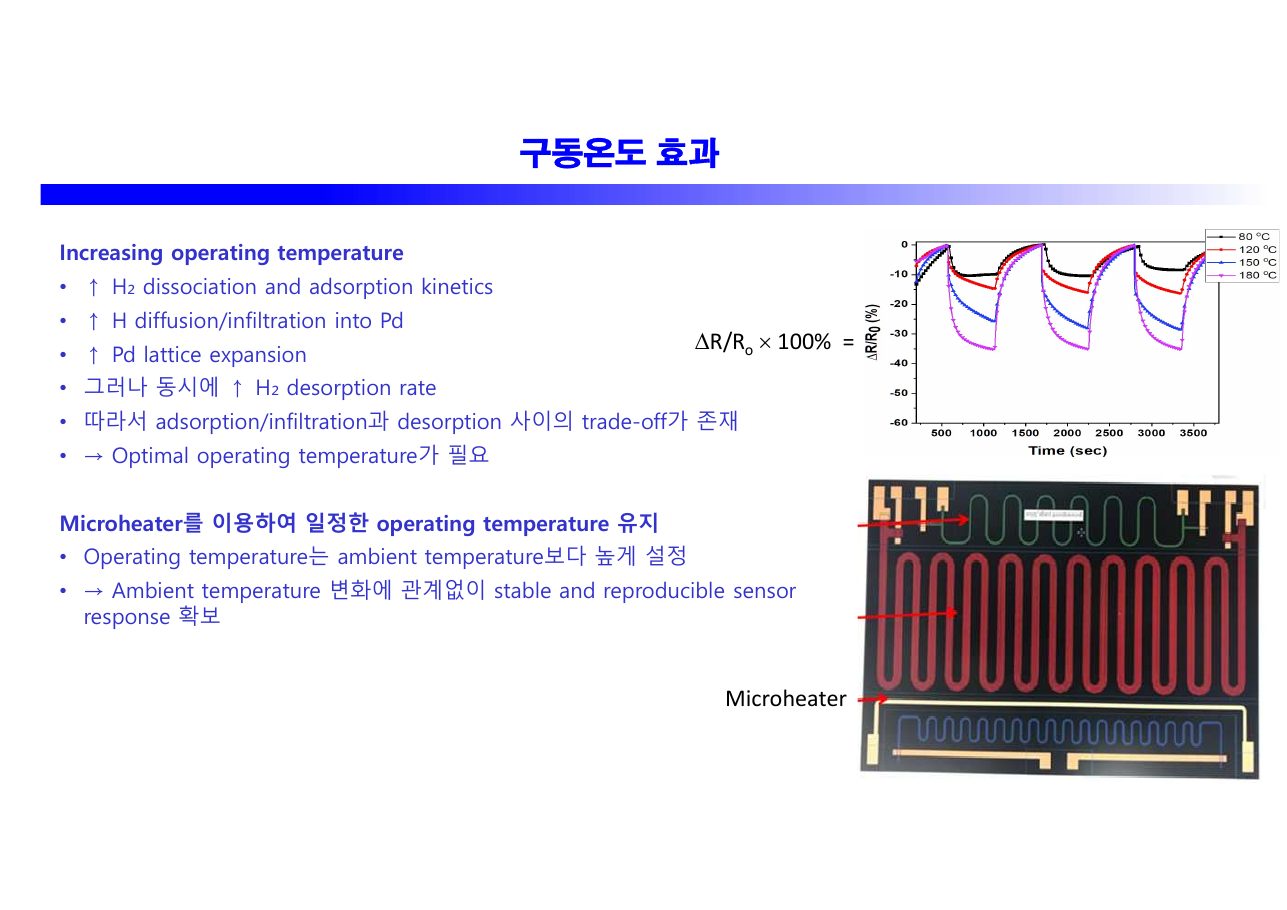 구동온도 효과
Increasing operating temperature
• ↑ H₂ dissociation and adsorption kinetics
• ↑ H diffusion/infiltration into Pd
• ↑ Pd lattice expansion
• 그러나 동시에 ↑ H₂ desorption rate
• 따라서 adsorption/infiltration과 desorption 사이의 trade-off가 존재
• → Optimal operating temperature가 필요
Microheater를 이용하여 일정한 operating temperature 유지
• Operating temperature는 ambient temperature보다 높게 설정
• → Ambient temperature 변화에 관계없이 stable and reproducible sensor
response 확보
ΔR/Rₒ × 100% =
ΔR/R0 (%)
0
-10
-20
-30
-40
-50
-60
500 1000 1500 2000 2500 3000 3500
Time (sec)
80 ºC
120 ºC
150 ºC
180 ºC
Microheater